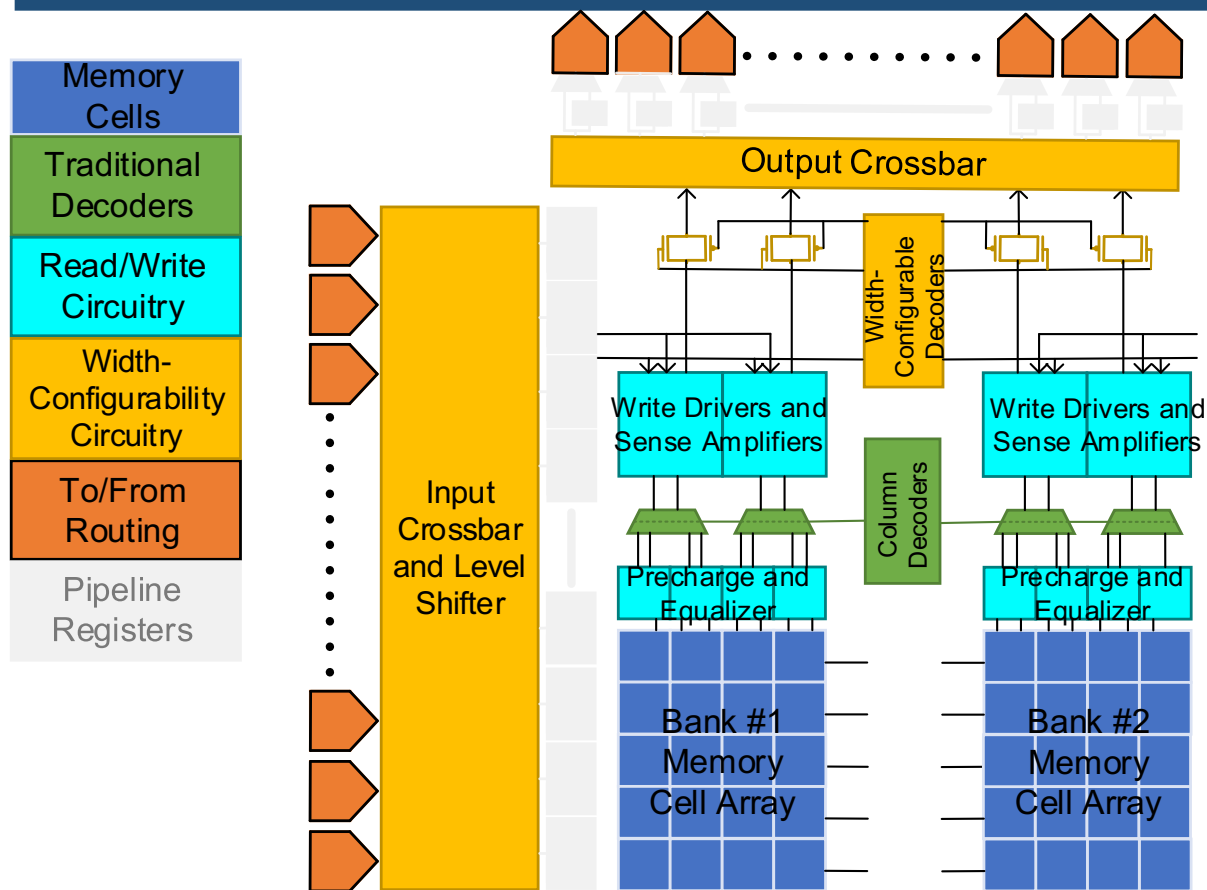 Memory
Cells
Traditional
Decoders
Read/Write
Circuitry
Width-
Configurability
Circuitry
To/From
Routing
Pipeline
Registers
Output Crossbar
Input
Crossbar
and Level
Shifter
Width-
Configurable
Decoders
Write Drivers and
Sense Amplifiers
Write Drivers and
Sense Amplifiers
Column
Decoders
Precharge and
Equalizer
Precharge and
Equalizer
Bank #1
Memory
Cell Array
Bank #2
Memory
Cell Array